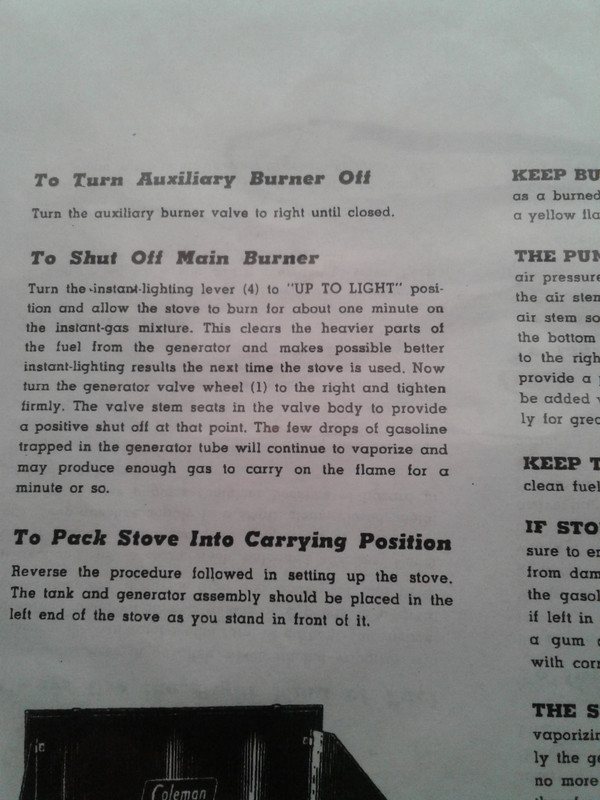 To Turn Auxiliary Burner Off
Turn the auxiliary burner valve to right until closed.
To Shut Off Main Burner
Turn the instant-lighting lever (4) to "UP TO LIGHT" posi-
tion and allow the stove to burn for about one minute on
the instant-gas mixture. This clears the heavier parts of
the fuel from the generator and makes possible better
instant-lighting results the next time the stove is used. Now
turn the generator valve wheel (1) to the right and tighten
firmly. The valve stem seats in the valve body to provide
a positive shut off at that point. The few drops of gasoline
trapped in the generator tube will continue to vaporize and
may produce enough gas to carry on the flame for a
minute or so.
To Pack Stove Into Carrying Position
Reverse the procedure followed in setting up the stove.
The tank and generator assembly should be placed in the
left end of the stove as you stand in front of it.
Coleman
KEEP BU
as a burned
a yellow fla
THE PUM
air pressure
the air stem
air stem so
the bottom
to the righ
provide a
be added
ly for grea
KEEP T
clean fuel
IF STO
sure to en
from dam
the gasol
if left in
a gum
with corr
THE S
vaporizin
ly the ge
no more